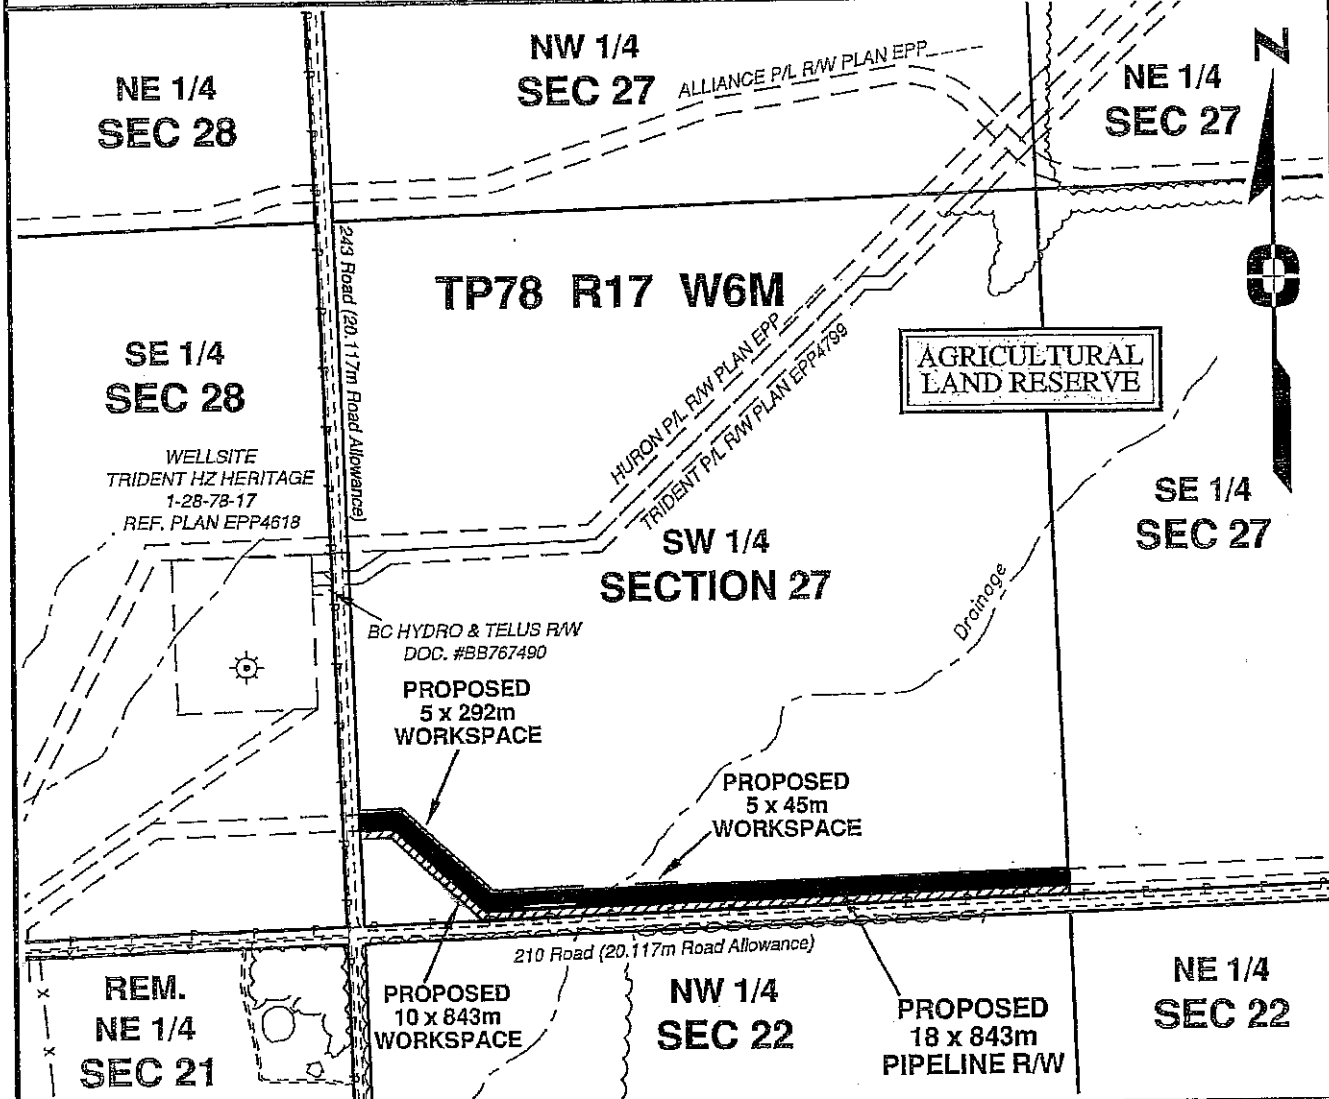 NW 1/4
SEC 27
ALLIANCE P/L R/W PLAN EPP
NE 1/4
SEC 28
NE 1/4
SEC 27
N
TP78 R17 W6M
243 Road (20.117m Road Allowance)
SE 1/4
SEC 28
AGRICULTURAL
LAND RESERVE
HURON P/L R/W PLAN EPP
TRIDENT P/L R/W PLAN EPP4799
WELLSITE
TRIDENT HZ HERITAGE
1-28-78-17
REF. PLAN EPP4618
SE 1/4
SEC 27
SW 1/4
SECTION 27
Drainage
BC HYDRO & TELUS R/W
DOC. #BB767490
PROPOSED
5 x 292m
WORKSPACE
PROPOSED
5 x 45m
WORKSPACE
210 Road (20.117m Road Allowance)
REM.
NE 1/4
SEC 21
PROPOSED
10 x 843m
WORKSPACE
NW 1/4
SEC 22
PROPOSED
18 x 843m
PIPELINE R/W
NE 1/4
SEC 22